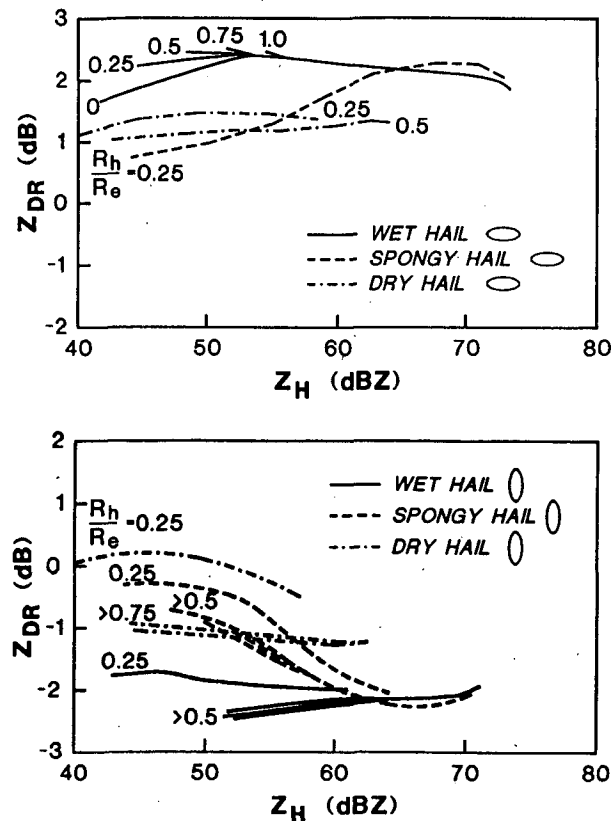 3
0.75
1.0
0.5
0.25
2
0
0.25
1
0.5
R_h
R_e
=0.25
Z_DR (dB)
0
WET HAIL
-1
SPONGY HAIL
DRY HAIL
-2
40 50 60 70 80
Z_H (dBZ)
2
WET HAIL
1
SPONGY HAIL
R_h
R_e
=0.25
DRY HAIL
0
0.25
>0.5
Z_DR (dB)
-1
>0.75
0.25
-2
>0.5
-3
40 50 60 70 80
Z_H (dBZ)